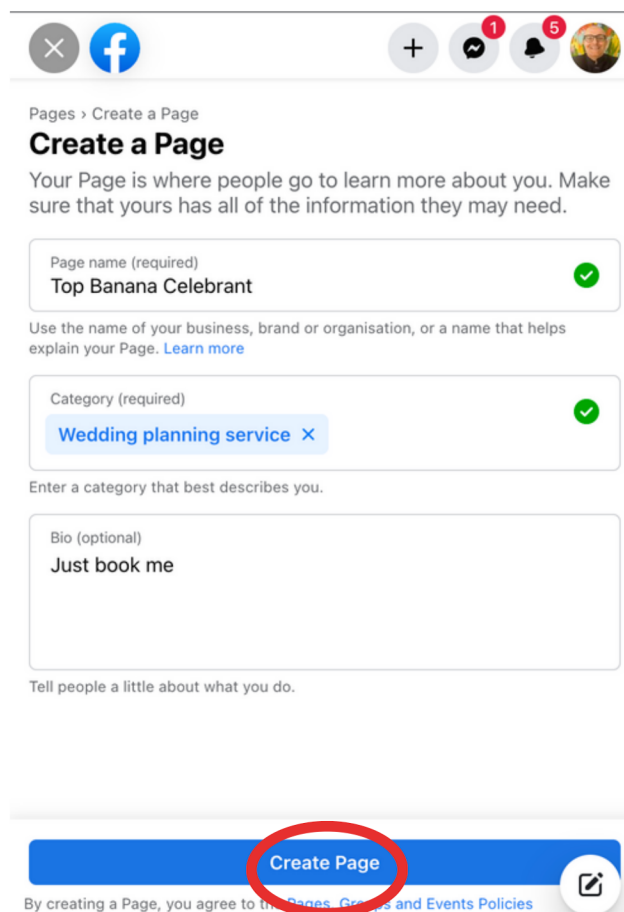 1
5
Pages › Create a Page
Create a Page
Your Page is where people go to learn more about you. Make
sure that yours has all of the information they may need.
Page name (required)
Top Banana Celebrant
Use the name of your business, brand or organisation, or a name that helps
explain your Page. Learn more
Category (required)
Wedding planning service ×
Enter a category that best describes you.
Bio (optional)
Just book me
Tell people a little about what you do.
Create Page
By creating a Page, you agree to the Pages, Groups and Events Policies